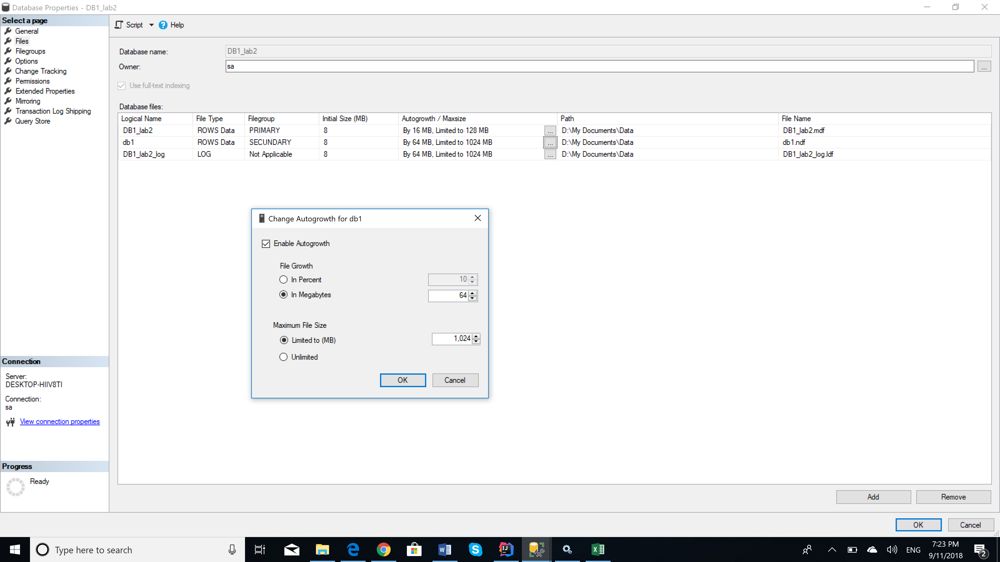 Database Properties - DB1_lab2
Select a page
General
Files
Filegroups
Options
Change Tracking
Permissions
Extended Properties
Mirroring
Transaction Log Shipping
Query Store
Script
Help
Database name:
DB1_lab2
Owner:
sa
...
Use full-text indexing
Database files:
Logical Name File Type Filegroup Initial Size (MB) Autogrowth / Maxsize Path File Name
DB1_lab2 ROWS Data PRIMARY 8 By 16 MB, Limited to 128 MB ... D:\My Documents\Data DB1_lab2.mdf
db1 ROWS Data SECUNDARY 8 By 64 MB, Limited to 1024 MB ... D:\My Documents\Data db1.ndf
DB1_lab2_log LOG Not Applicable 8 By 64 MB, Limited to 1024 MB ... D:\My Documents\Data DB1_lab2_log.ldf
Change Autogrowth for db1
Enable Autogrowth
File Growth
In Percent 10
In Megabytes 64
Maximum File Size
Limited to (MB) 1,024
Unlimited
OK Cancel
Connection
Server:
DESKTOP-HIIV8TI
Connection:
sa
View connection properties
Progress
Ready
Add Remove
OK Cancel
Type here to search
ENG
7:23 PM
9/11/2018
2